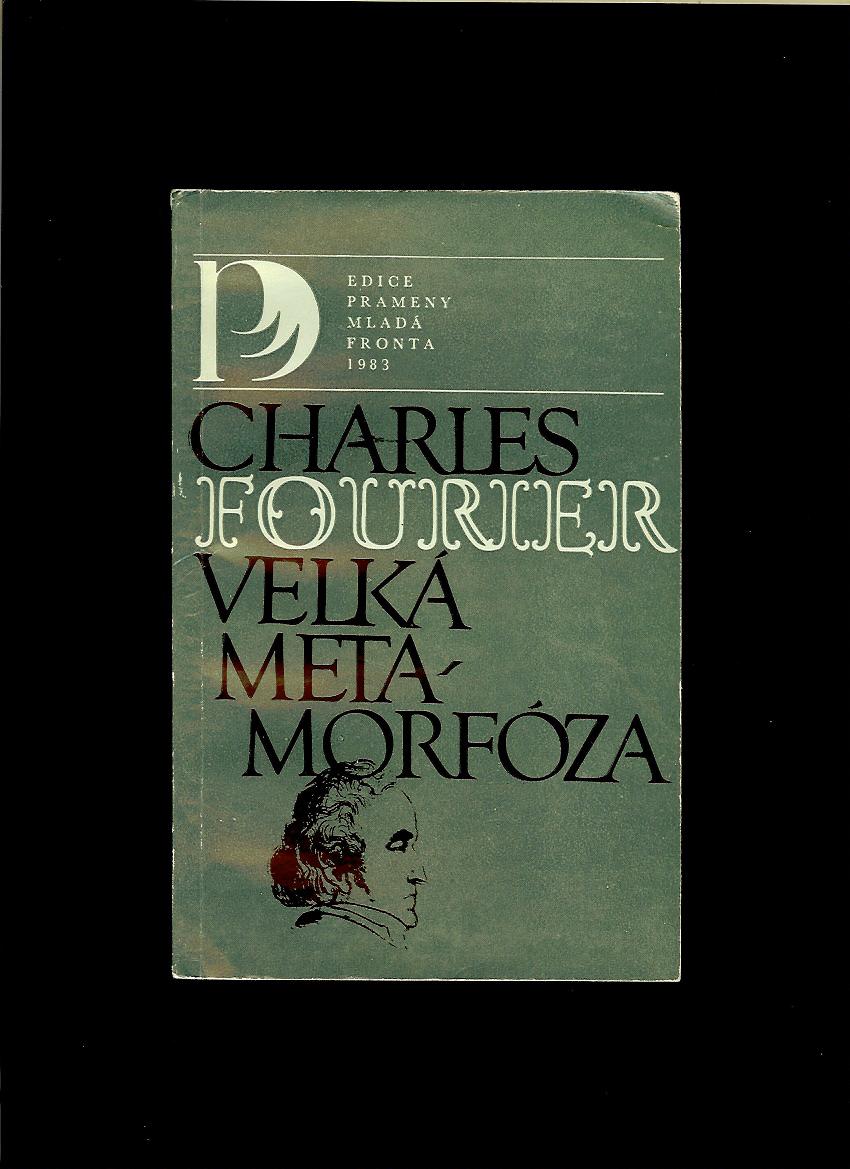 P
EDICE
PRAMENY
MLADÁ
FRONTA
1983
CHARLES
FOURIER
VELKÁ
META-
MORFÓZA